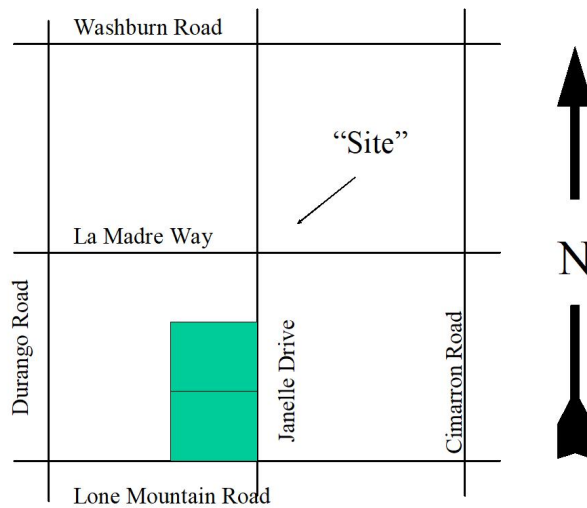 Washburn Road
“Site”
La Madre Way
N
Durango Road
Janelle Drive
Cimarron Road
Lone Mountain Road